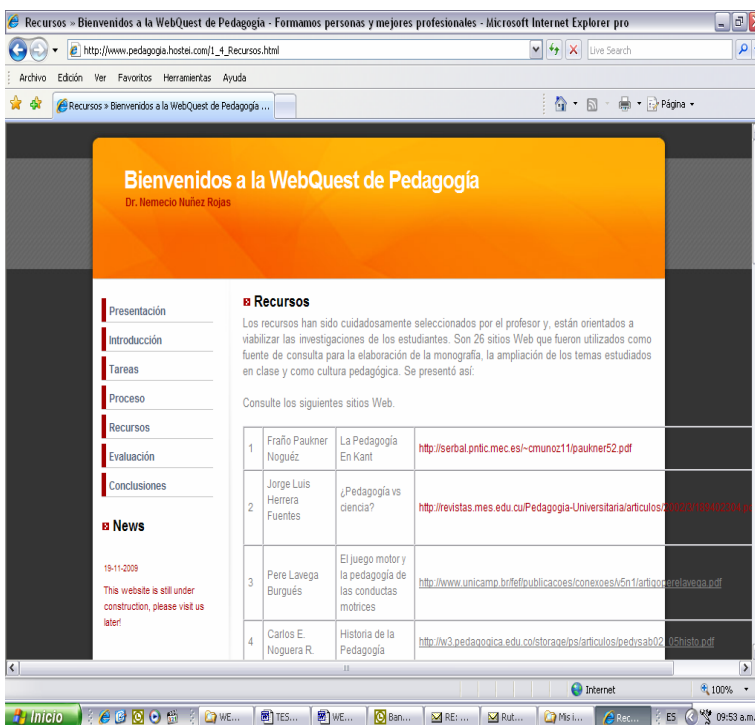 Recursos » Bienvenidos a la WebQuest de Pedagogía - Formamos personas y mejores profesionales - Microsoft Internet Explorer pro
http://www.pedagogia.hostei.com/1_4_Recursos.html
Live Search
Archivo Edición Ver Favoritos Herramientas Ayuda
Recursos » Bienvenidos a la WebQuest de Pedagogía ...
Página
Bienvenidos a la WebQuest de Pedagogía
Dr. Nemecio Nuñez Rojas
Presentación
Introducción
Tareas
Proceso
Recursos
Evaluación
Conclusiones
News
19-11-2009
This website is still under
construction, please visit us
later!
Recursos
Los recursos han sido cuidadosamente seleccionados por el profesor y, están orientados a
viabilizar las investigaciones de los estudiantes. Son 26 sitios Web que fueron utilizados como
fuente de consulta para la elaboración de la monografía, la ampliación de los temas estudiados
en clase y como cultura pedagógica. Se presentó así:
Consulte los siguientes sitios Web.
1 Fraño Paukner Noguéz La Pedagogía En Kant http://serbal.pntic.mec.es/~cmunoz11/paukner52.pdf
2 Jorge Luis Herrera Fuentes ¿Pedagogía vs ciencia? http://revistas.mes.edu.cu/Pedagogia-Universitaria/articulos/
3 Pere Lavega Burgués El juego motor y la pedagogía de las conductas motrices http://www.unicamp.br/fef/publicacoes/conexoes/v5n1/artigoperelavega.pdf
4 Carlos E. Noguera R. Historia de la Pedagogía http://w3.pedagogica.edu.co/storage/ps/articulos/pedysab02_05histo.pdf
Internet
100%
Inicio
WE...
TES...
WE...
Ban...
RE: ...
Rut...
Mis i...
Rec...
ES
09:53 a.m.